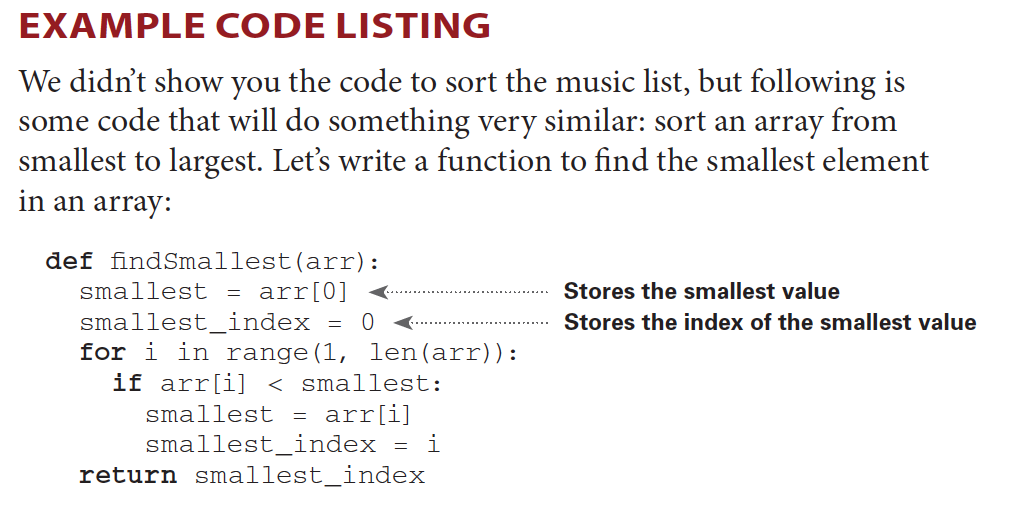 EXAMPLE CODE LISTING
We didn’t show you the code to sort the music list, but following is
some code that will do something very similar: sort an array from
smallest to largest. Let’s write a function to find the smallest element
in an array:
def findSmallest(arr):
  smallest = arr[0] Stores the smallest value
  smallest_index = 0 Stores the index of the smallest value
  for i in range(1, len(arr)):
    if arr[i] < smallest:
      smallest = arr[i]
      smallest_index = i
  return smallest_index